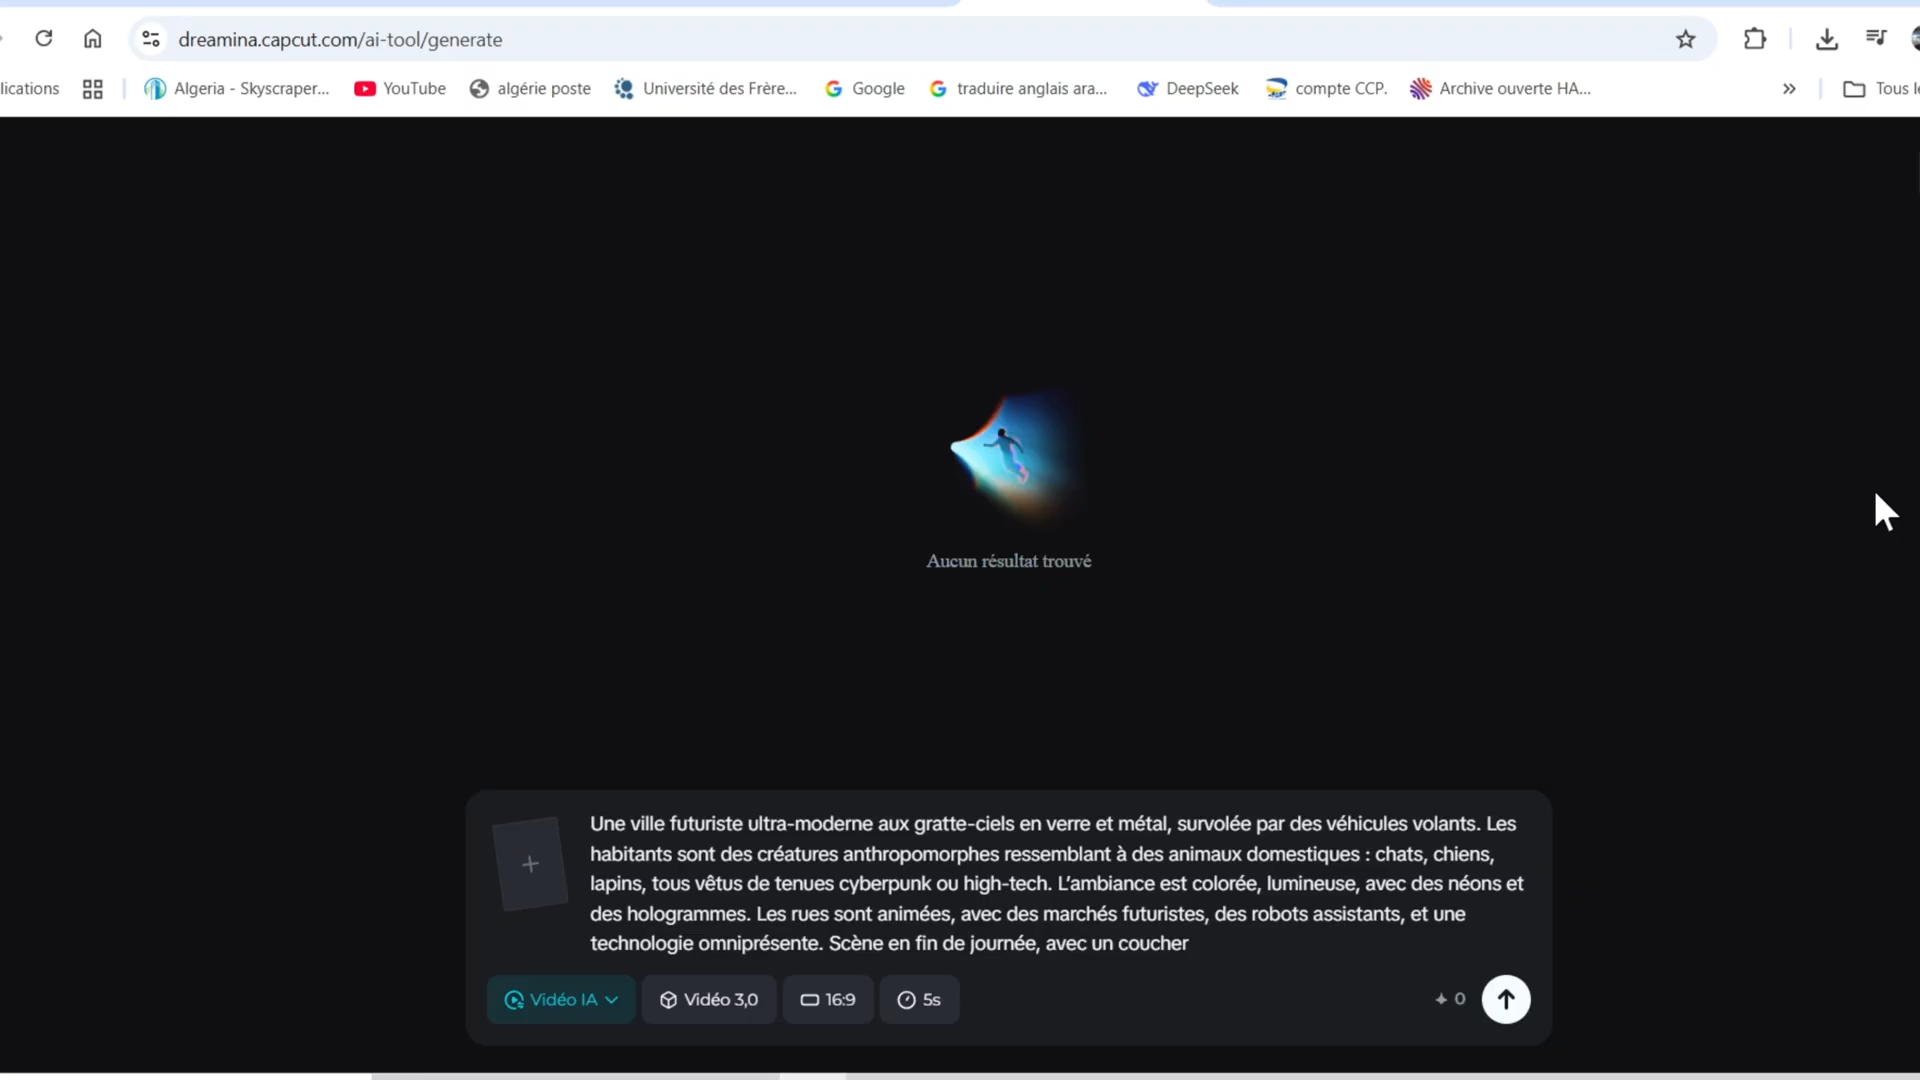 dreamina.capcut.com/ai-tool/generate
lications
Algeria - Skyscraper...
YouTube
algérie poste
Université des Frère...
Google
traduire anglais ara...
DeepSeek
compte CCP.
Archive ouverte HA...
Tous le
Aucun résultat trouvé
Une ville futuriste ultra-moderne aux gratte-ciels en verre et métal, survolée par des véhicules volants. Les
habitants sont des créatures anthropomorphes ressemblant à des animaux domestiques : chats, chiens,
lapins, tous vêtus de tenues cyberpunk ou high-tech. L’ambiance est colorée, lumineuse, avec des néons et
des hologrammes. Les rues sont animées, avec des marchés futuristes, des robots assistants, et une
technologie omniprésente. Scène en fin de journée, avec un coucher
Vidéo IA
Vidéo 3,0
16:9
5s
0